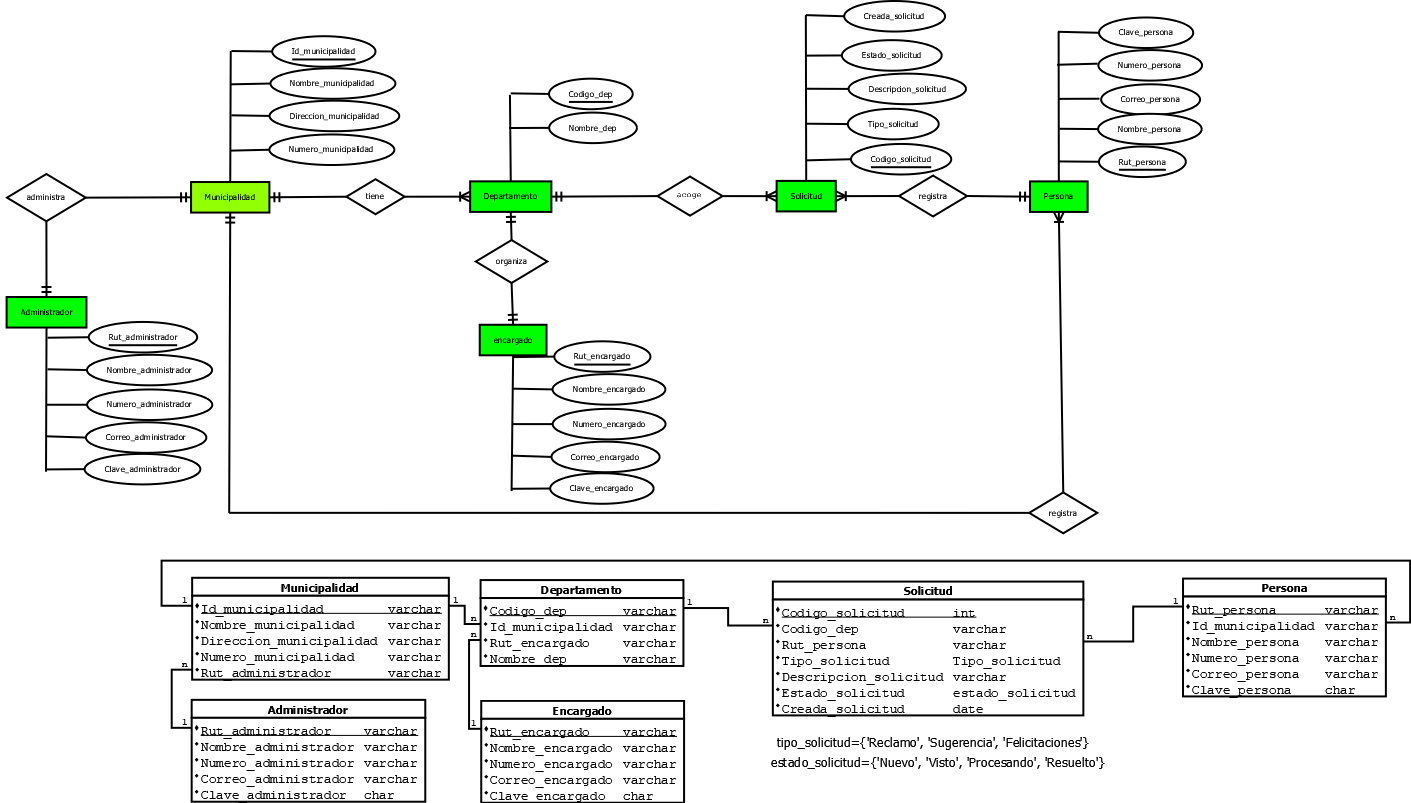 Creada_solicitud
Estado_solicitud
Descripcion_solicitud
Tipo_solicitud
Codigo_solicitud
Clave_persona
Numero_persona
Correo_persona
Nombre_persona
Rut_persona
Id_municipalidad
Nombre_municipalidad
Direccion_municipalidad
Numero_municipalidad
Codigo_dep
Nombre_dep
administra
Municipalidad
tiene
Departamento
acoge
Solicitud
registra
Persona
organiza
Administrador
Rut_administrador
Nombre_administrador
Numero_administrador
Correo_administrador
Clave_administrador
encargado
Rut_encargado
Nombre_encargado
Numero_encargado
Correo_encargado
Clave_encargado
registra
Municipalidad
1 Id_municipalidad varchar 1
Nombre_municipalidad varchar
Direccion_municipalidad varchar
Numero_municipalidad varchar
n Rut_administrador varchar
Administrador
1 Rut_administrador varchar
Nombre_administrador varchar
Numero_administrador varchar
Correo_administrador varchar
Clave_administrador char
Departamento
Codigo_dep varchar 1
n Id_municipalidad varchar
n Rut_encargado varchar
Nombre_dep varchar
Encargado
1 Rut_encargado varchar
Nombre_encargado varchar
Numero_encargado varchar
Correo_encargado varchar
Clave_encargado char
Solicitud
Codigo_solicitud int
n Codigo_dep varchar
Rut_persona varchar n
Tipo_solicitud Tipo_solicitud
Descripcion_solicitud varchar
Estado_solicitud estado_solicitud
Creada_solicitud date
Persona
1 Rut_persona varchar
Id_municipalidad varchar n
Nombre_persona varchar
Numero_persona varchar
Correo_persona varchar
Clave_persona char
tipo_solicitud={'Reclamo', 'Sugerencia', 'Felicitaciones'}
estado_solicitud={'Nuevo', 'Visto', 'Procesando', 'Resuelto'}